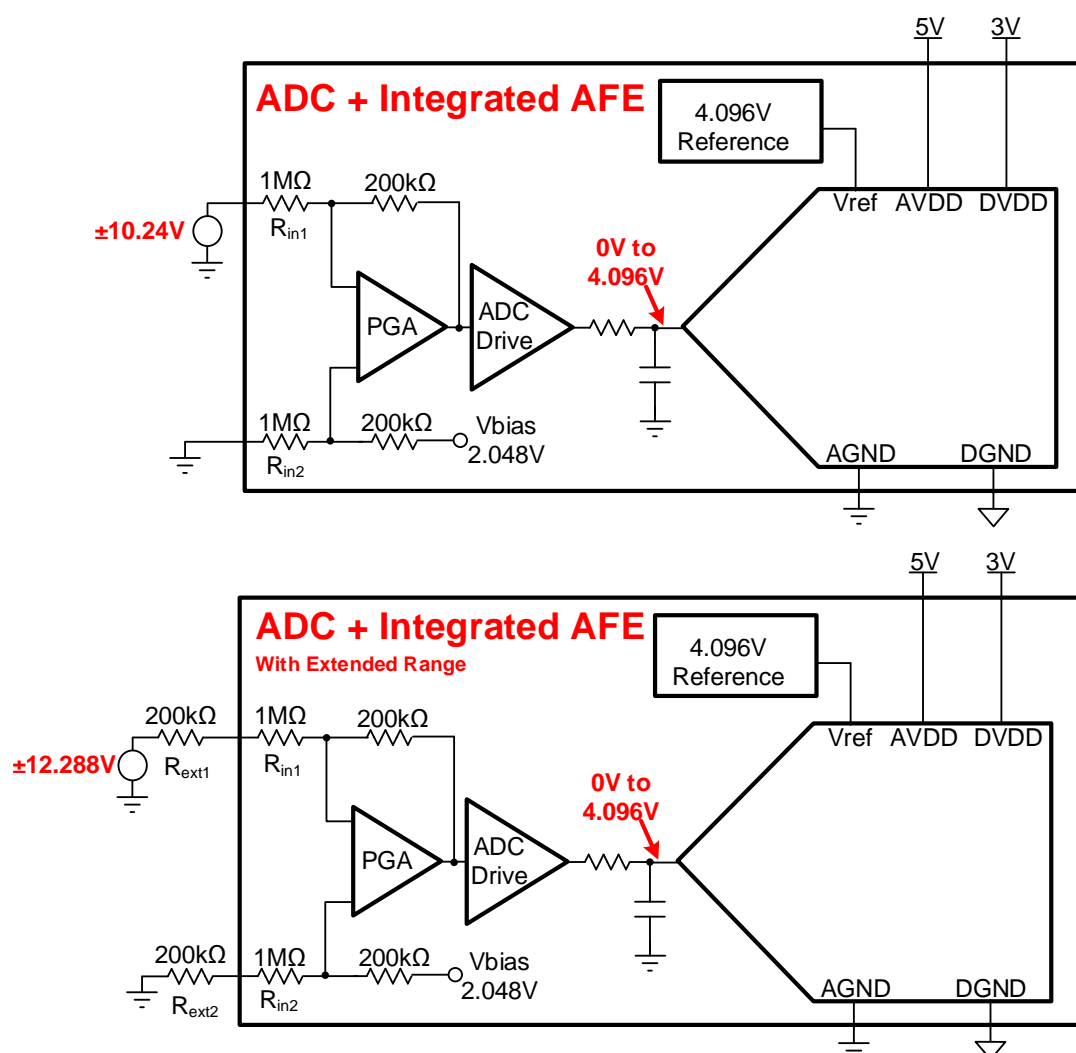 5V 3V
ADC + Integrated AFE
4.096V
Reference
1MΩ 200kΩ
Vref AVDD DVDD
Rin1
±10.24V
0V to
4.096V
PGA
ADC
Drive
1MΩ 200kΩ Vbias
2.048V
Rin2
AGND DGND
5V 3V
ADC + Integrated AFE
With Extended Range
4.096V
Reference
200kΩ 1MΩ 200kΩ
Vref AVDD DVDD
±12.288V
Rext1 Rin1
0V to
4.096V
PGA
ADC
Drive
200kΩ 1MΩ 200kΩ Vbias
2.048V
Rext2 Rin2
AGND DGND